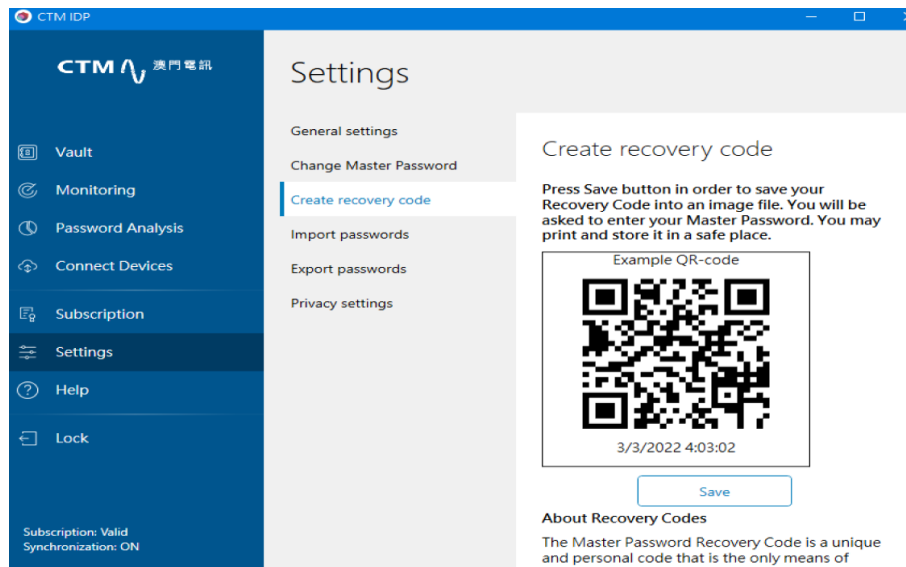 CTM IDP
CTM 澳門電訊
Vault
Monitoring
Password Analysis
Connect Devices
Subscription
Settings
Help
Lock
Subscription: Valid
Synchronization: ON
Settings
General settings
Change Master Password
Create recovery code
Import passwords
Export passwords
Privacy settings
Create recovery code
Press Save button in order to save your
Recovery Code into an image file. You will be
asked to enter your Master Password. You may
print and store it in a safe place.
Example QR-code
3/3/2022 4:03:02
Save
About Recovery Codes
The Master Password Recovery Code is a unique
and personal code that is the only means of